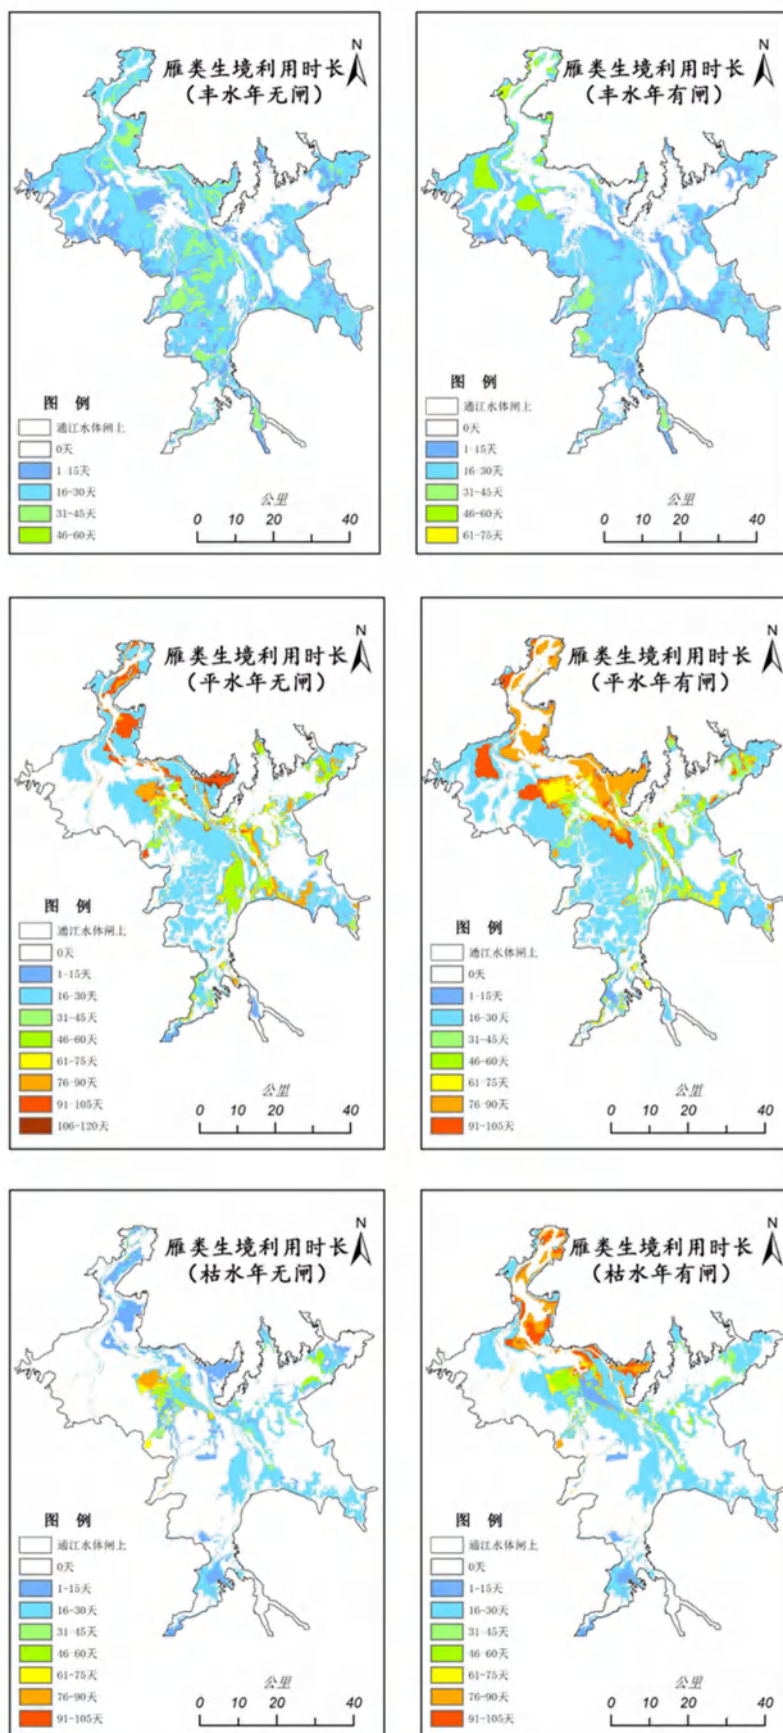 N
雁类生境利用时长
(丰水年无闸)
图 例
通江水体闸上
0天
1-15天
16-30天
31-45天
46-60天
公里
0 10 20 40
N
雁类生境利用时长
(丰水年有闸)
图 例
通江水体闸上
0天
1-15天
16-30天
31-45天
46-60天
61-75天
公里
0 10 20 40
N
雁类生境利用时长
(平水年无闸)
图 例
通江水体闸上
0天
1-15天
16-30天
31-45天
46-60天
61-75天
76-90天
91-105天
106-120天
公里
0 10 20 40
N
雁类生境利用时长
(平水年有闸)
图 例
通江水体闸上
0天
1-15天
16-30天
31-45天
46-60天
61-75天
76-90天
91-105天
公里
0 10 20 40
N
雁类生境利用时长
(枯水年无闸)
图 例
通江水体闸上
0天
1-15天
16-30天
31-45天
46-60天
61-75天
76-90天
91-105天
公里
0 10 20 40
N
雁类生境利用时长
(枯水年有闸)
图 例
通江水体闸上
0天
1-15天
16-30天
31-45天
46-60天
61-75天
76-90天
91-105天
公里
0 10 20 40